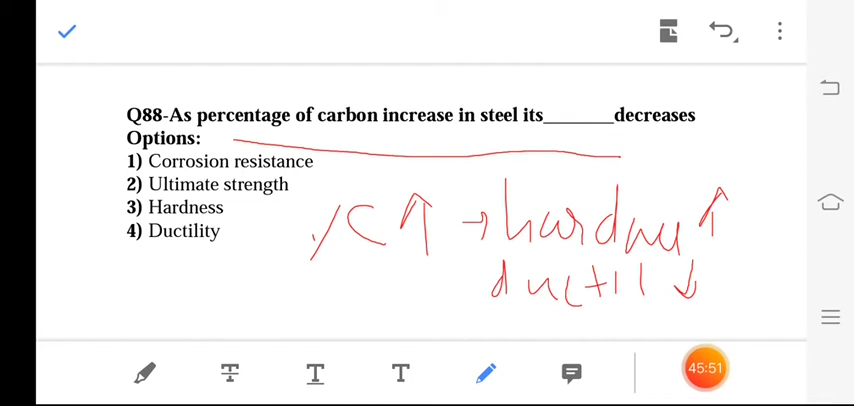 Q88-As percentage of carbon increase in steel its_______decreases
Options:
1) Corrosion resistance
2) Ultimate strength
3) Hardness
4) Ductility
% C ↑ → hardnes ↑
ductil ↓
T T T
45:51